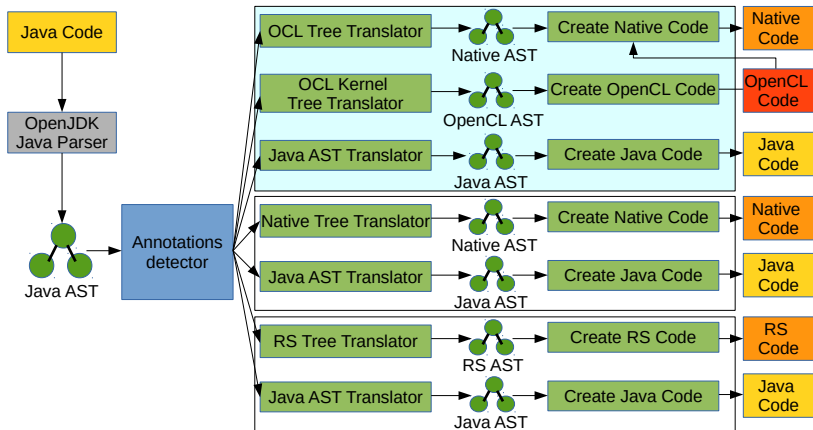 Java Code
OpenJDK
Java Parser
Java AST
Annotations
detector
OCL Tree Translator
Native AST
Create Native Code
Native
Code
OCL Kernel
Tree Translator
OpenCL AST
Create OpenCL Code
OpenCL
Code
Java AST Translator
Java AST
Create Java Code
Java
Code
Native Tree Translator
Native AST
Create Native Code
Native
Code
Java AST Translator
Java AST
Create Java Code
Java
Code
RS Tree Translator
RS AST
Create RS Code
RS
Code
Java AST Translator
Java AST
Create Java Code
Java
Code